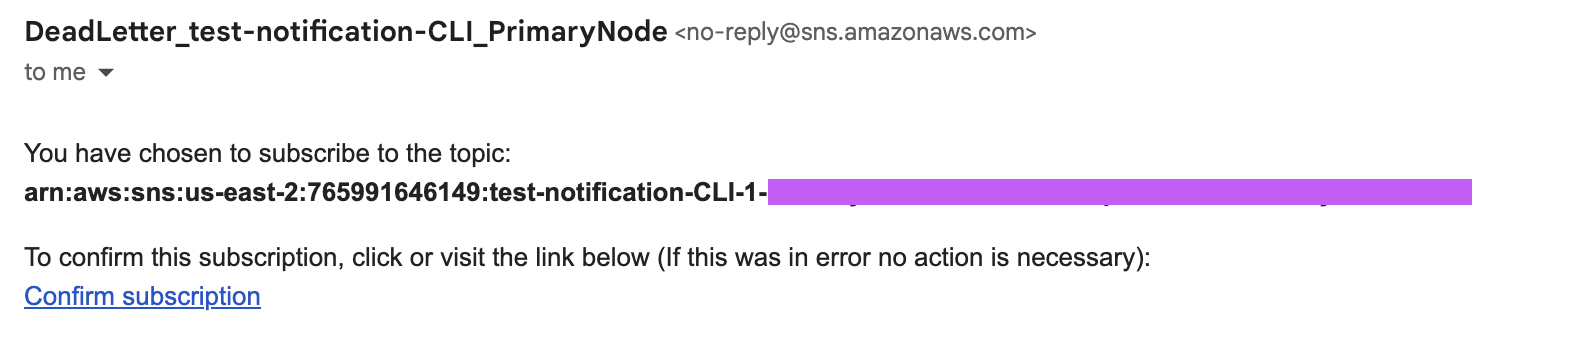 DeadLetter_test-notification-CLI_PrimaryNode <no-reply@sns.amazonaws.com>
to me
You have chosen to subscribe to the topic:
arn:aws:sns:us-east-2:765991646149:test-notification-CLI-1-
To confirm this subscription, click or visit the link below (If this was in error no action is necessary):
Confirm subscription